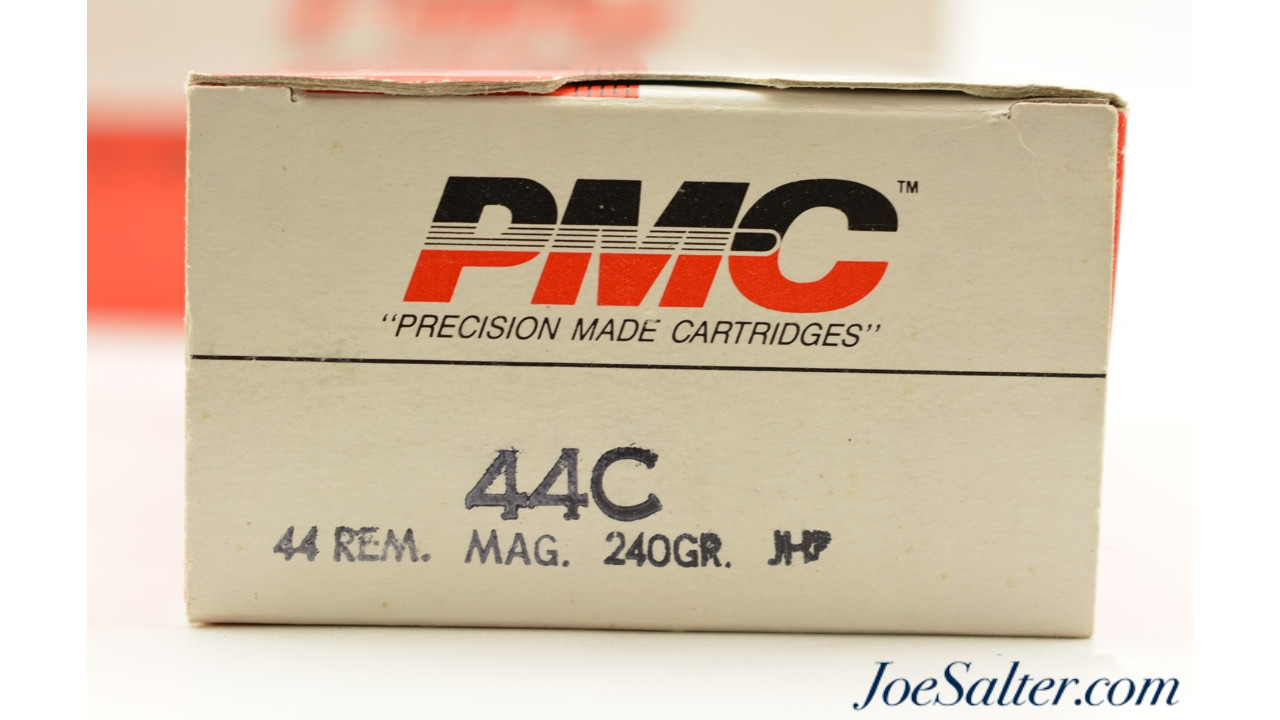 PMC™
"PRECISION MADE CARTRIDGES"
44C
44 REM. MAG. 240GR. JHP
JoeSalter.com